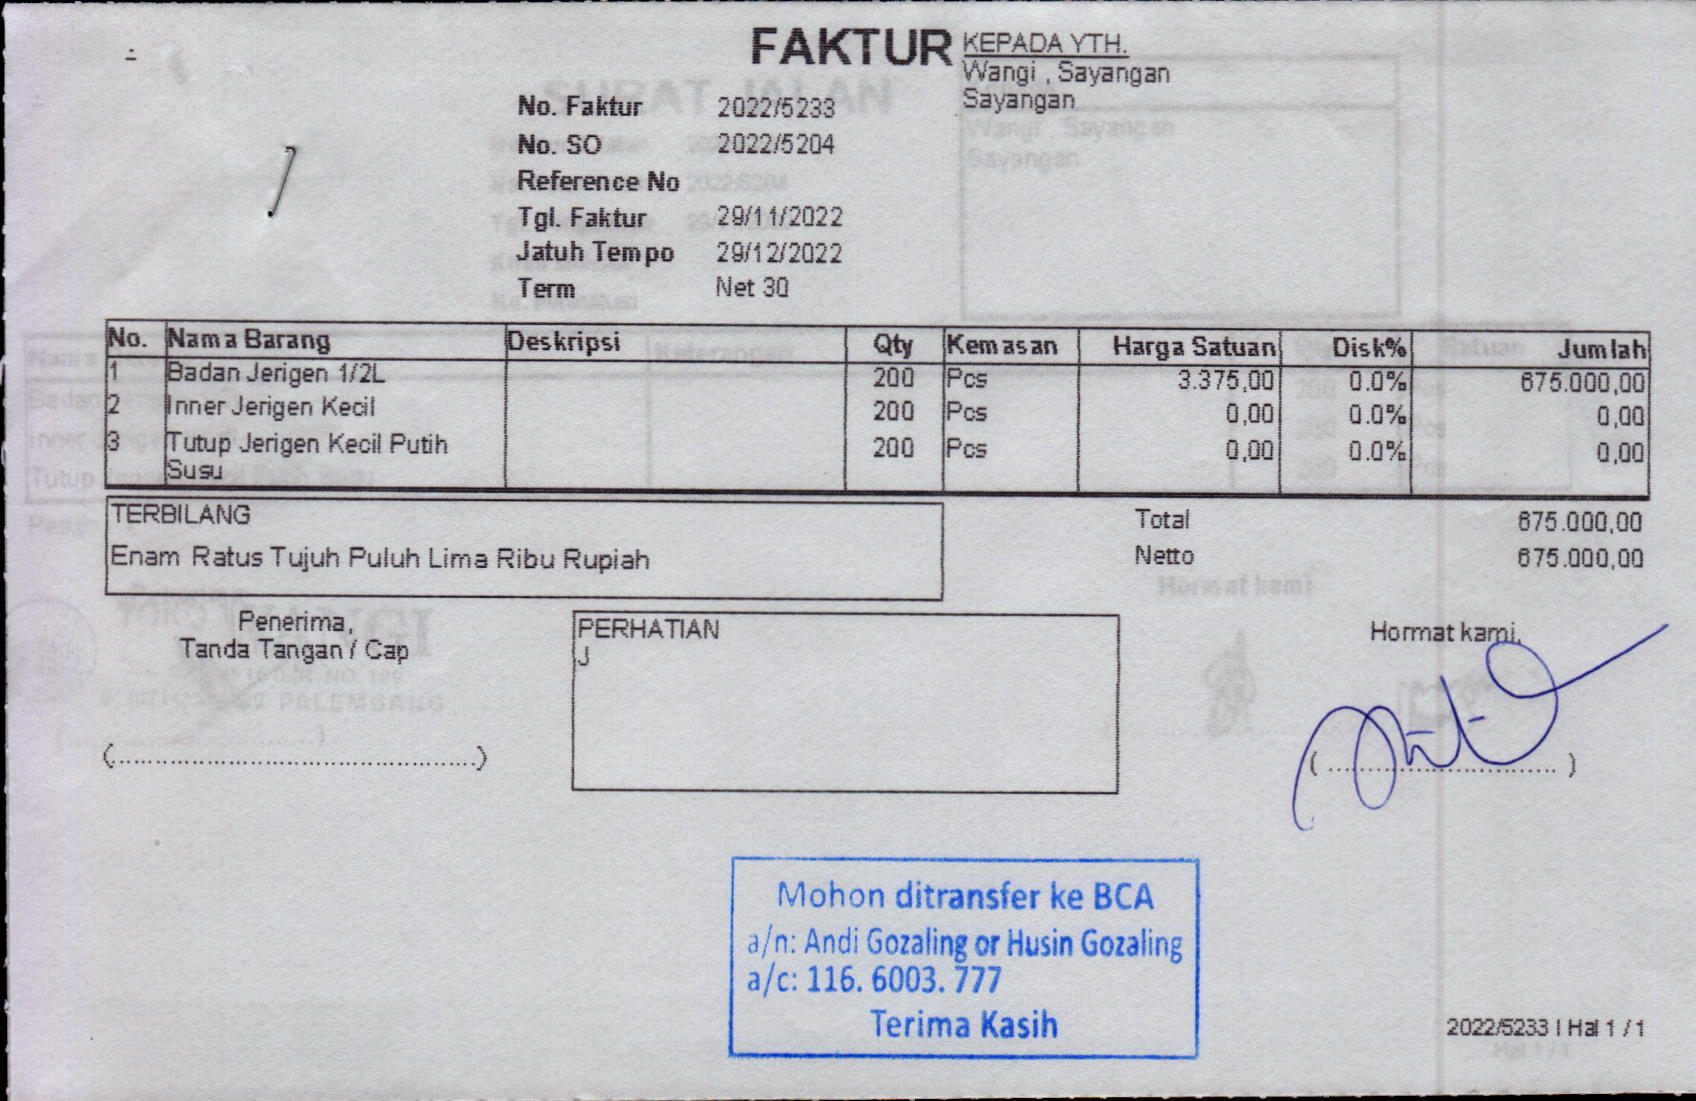 FAKTUR
KEPADA YTH.
Wangi , Sayangan
Sayangan
No. Faktur 2022/5233
No. SO 2022/5204
Reference No
Tgl. Faktur 29/11/2022
Jatuh Tempo 29/12/2022
Term Net 30
No. Nama Barang Deskripsi Qty Kemasan Harga Satuan Disk% Jumlah
1 Badan Jerigen 1/2L 200 Pcs 3.375,00 0.0% 675.000,00
2 Inner Jerigen Kecil 200 Pcs 0,00 0.0% 0,00
3 Tutup Jerigen Kecil Putih 200 Pcs 0,00 0.0% 0,00
Susu
TERBILANG
Enam Ratus Tujuh Puluh Lima Ribu Rupiah
Total 675.000,00
Netto 675.000,00
Penerima,
Tanda Tangan / Cap
(............................................)
PERHATIAN
J
Hormat kami,
( ............................... )
Mohon ditransfer ke BCA
a/n: Andi Gozaling or Husin Gozaling
a/c: 116. 6003. 777
Terima Kasih
2022/5233 | Hal 1 / 1